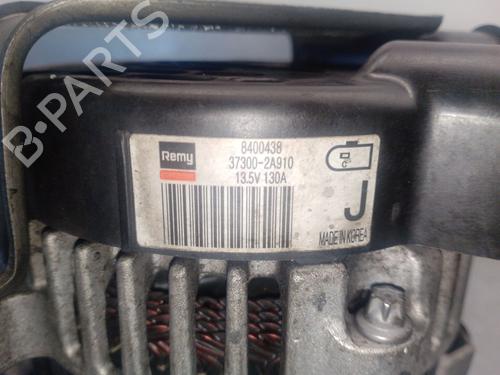 B-PARTS
Remy
8400438
37300-2A910
13.5V 130A
C
J
MADE IN KOREA